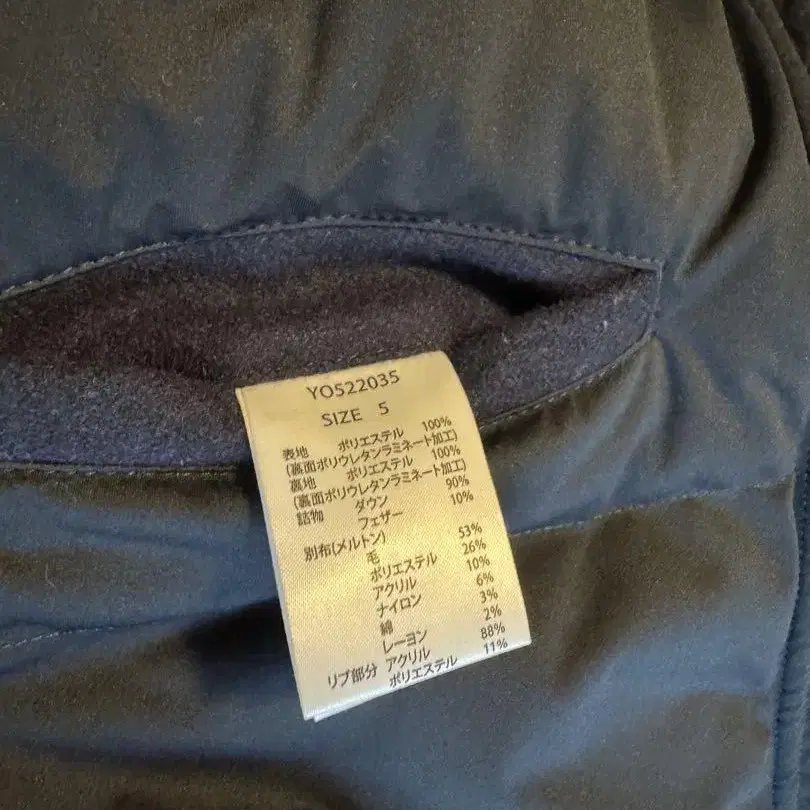 YO522035
SIZE 5
表地 ポリエステル 100%
(裏面ポリウレタンラミネート加工)
裏地 ポリエステル 100%
(裏面ポリウレタンラミネート加工)
詰物 ダウン 90%
フェザー 10%
別布(メルトン)
毛 53%
ポリエステル 26%
アクリル 10%
ナイロン 6%
綿 3%
レーヨン 2%
リブ部分 アクリル 88%
ポリエステル 11%